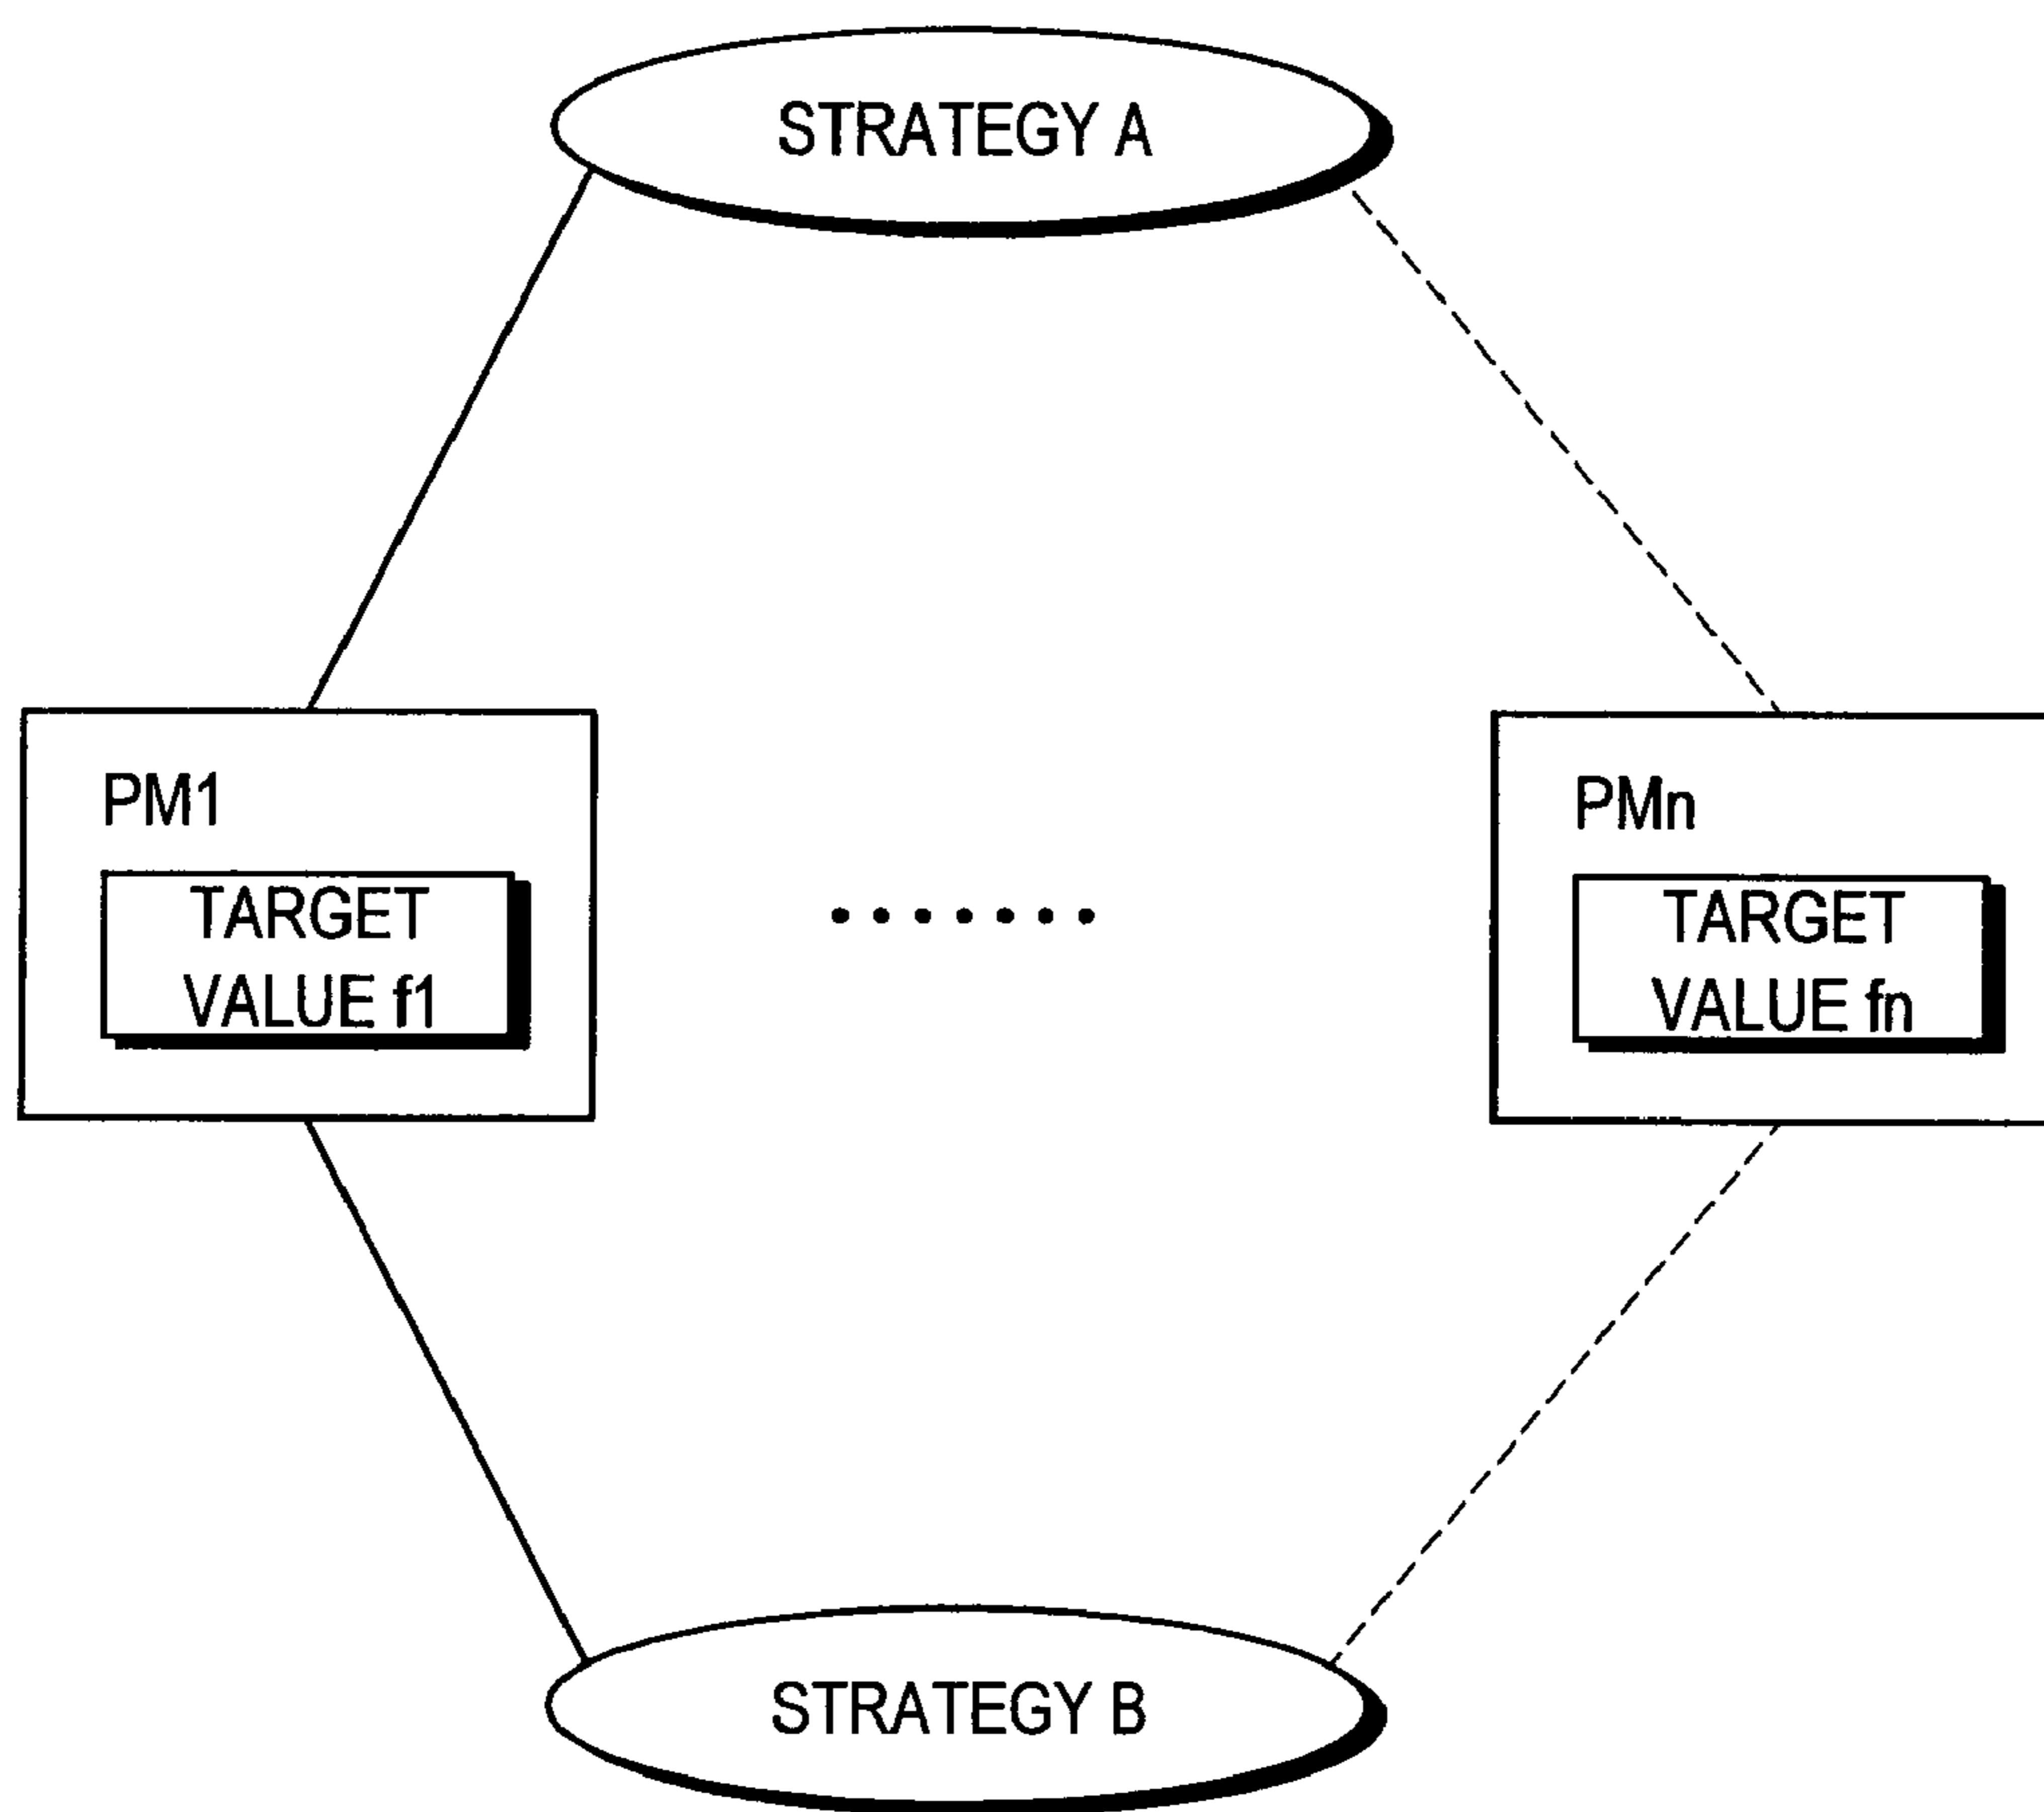 STRATEGY A
PM1
TARGET
VALUE f1
PMn
TARGET
VALUE fn
STRATEGY B